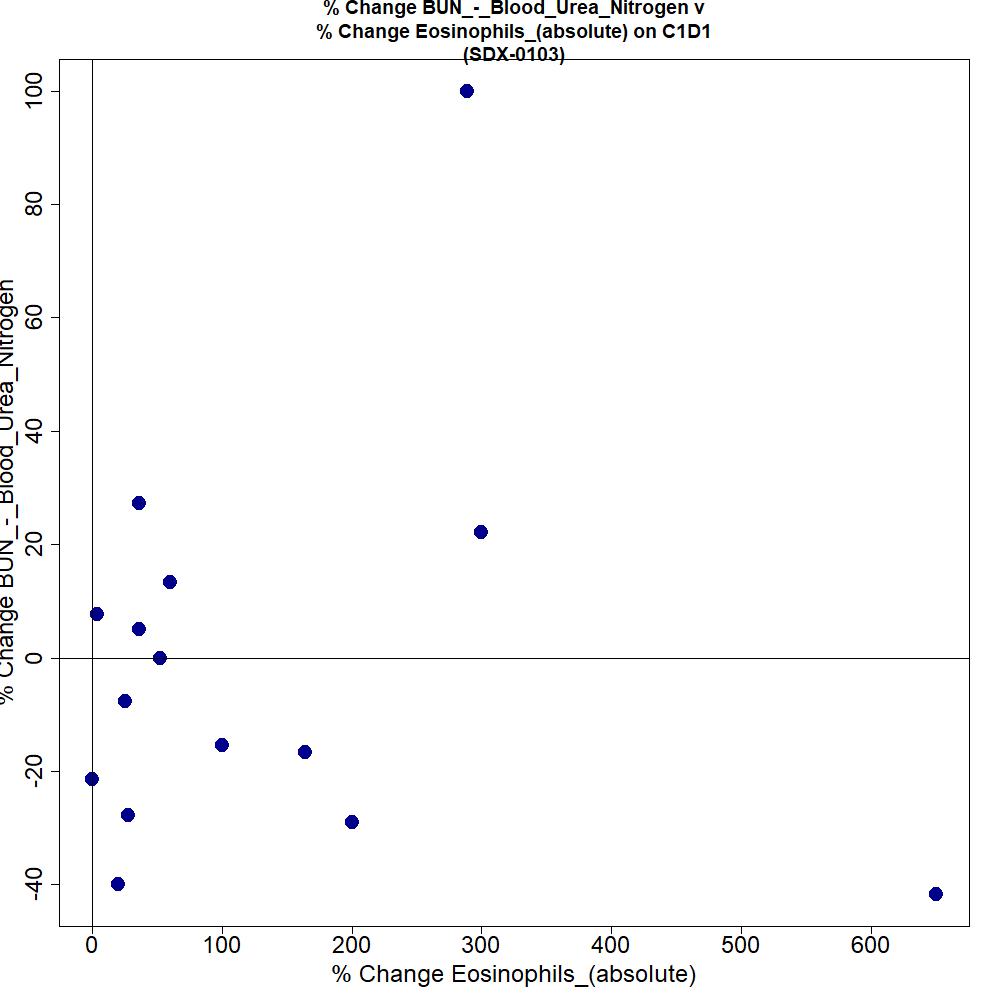 % Change BUN_-_Blood_Urea_Nitrogen v
% Change Eosinophils_(absolute) on C1D1
(SDX-0103)
% Change BUN_-_Blood_Urea_Nitrogen
100
80
60
40
20
0
-20
-40
0 100 200 300 400 500 600
% Change Eosinophils_(absolute)